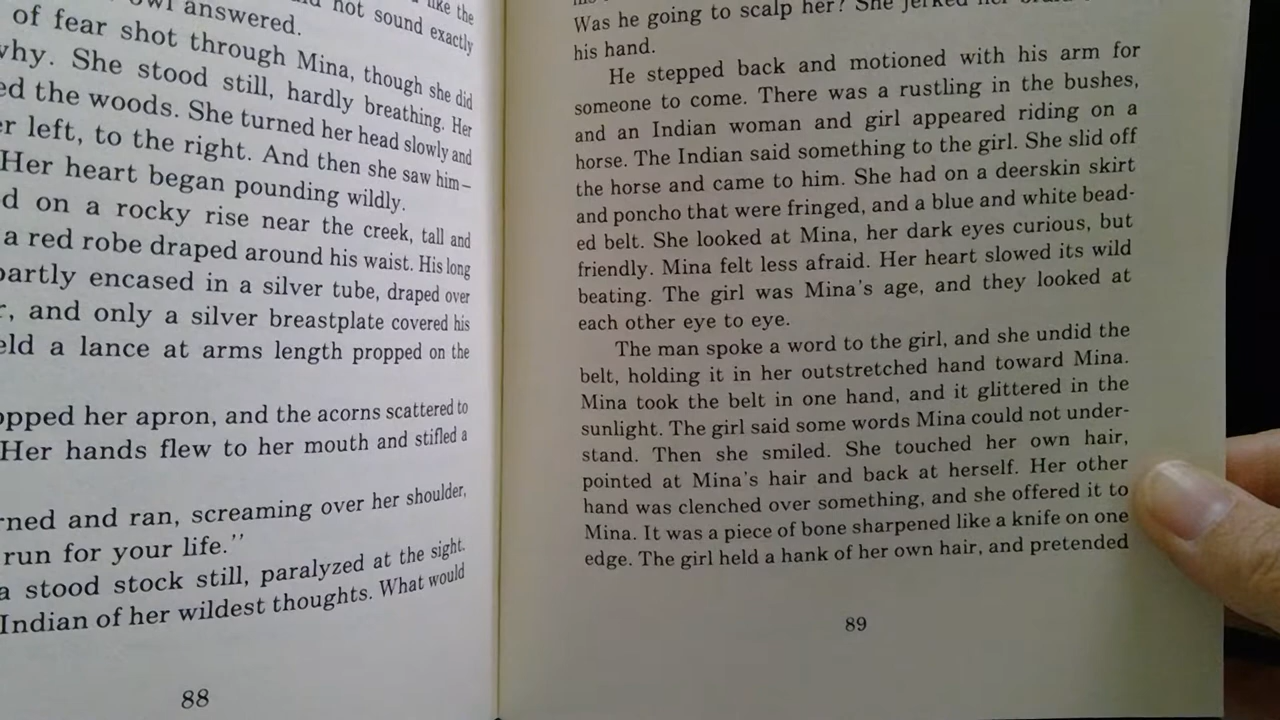 like the
not sound exactly
owl answered.
of fear shot through Mina, though she did
why. She stood still, hardly breathing. Her
ed the woods. She turned her head slowly and
er left, to the right. And then she saw him—
Her heart began pounding wildly.
d on a rocky rise near the creek, tall and
a red robe draped around his waist. His long
partly encased in a silver tube, draped over
r, and only a silver breastplate covered his
eld a lance at arms length propped on the
opped her apron, and the acorns scattered to
Her hands flew to her mouth and stifled a
rned and ran, screaming over her shoulder,
run for your life."
a stood stock still, paralyzed at the sight.
Indian of her wildest thoughts. What would
88
Was he going to scalp her? She jerked her
his hand.
He stepped back and motioned with his arm for
someone to come. There was a rustling in the bushes,
and an Indian woman and girl appeared riding on a
horse. The Indian said something to the girl. She slid off
the horse and came to him. She had on a deerskin skirt
and poncho that were fringed, and a blue and white bead-
ed belt. She looked at Mina, her dark eyes curious, but
friendly. Mina felt less afraid. Her heart slowed its wild
beating. The girl was Mina's age, and they looked at
each other eye to eye.
The man spoke a word to the girl, and she undid the
belt, holding it in her outstretched hand toward Mina.
Mina took the belt in one hand, and it glittered in the
sunlight. The girl said some words Mina could not under-
stand. Then she smiled. She touched her own hair,
pointed at Mina's hair and back at herself. Her other
hand was clenched over something, and she offered it to
Mina. It was a piece of bone sharpened like a knife on one
edge. The girl held a hank of her own hair, and pretended
89